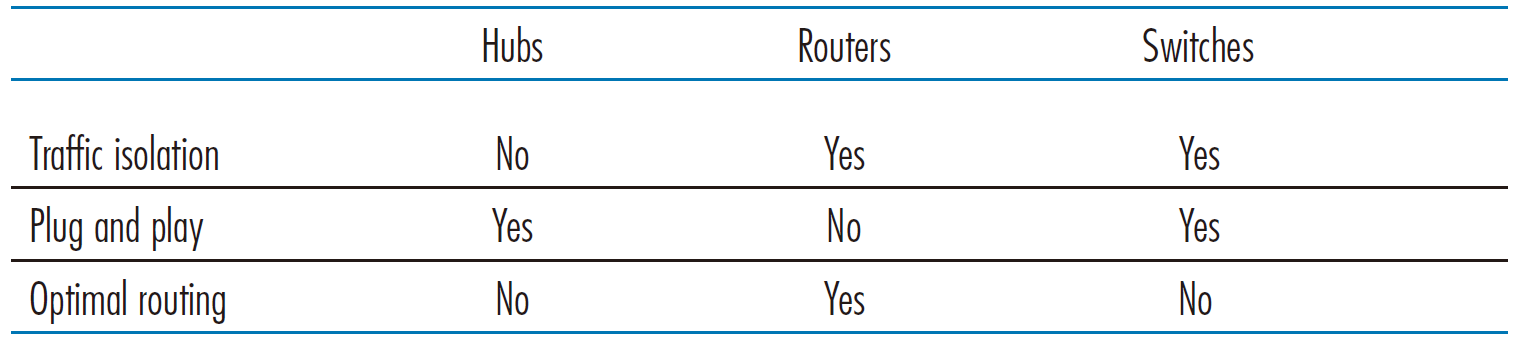 Hubs Routers Switches
Traffic isolation No Yes Yes
Plug and play Yes No Yes
Optimal routing No Yes No